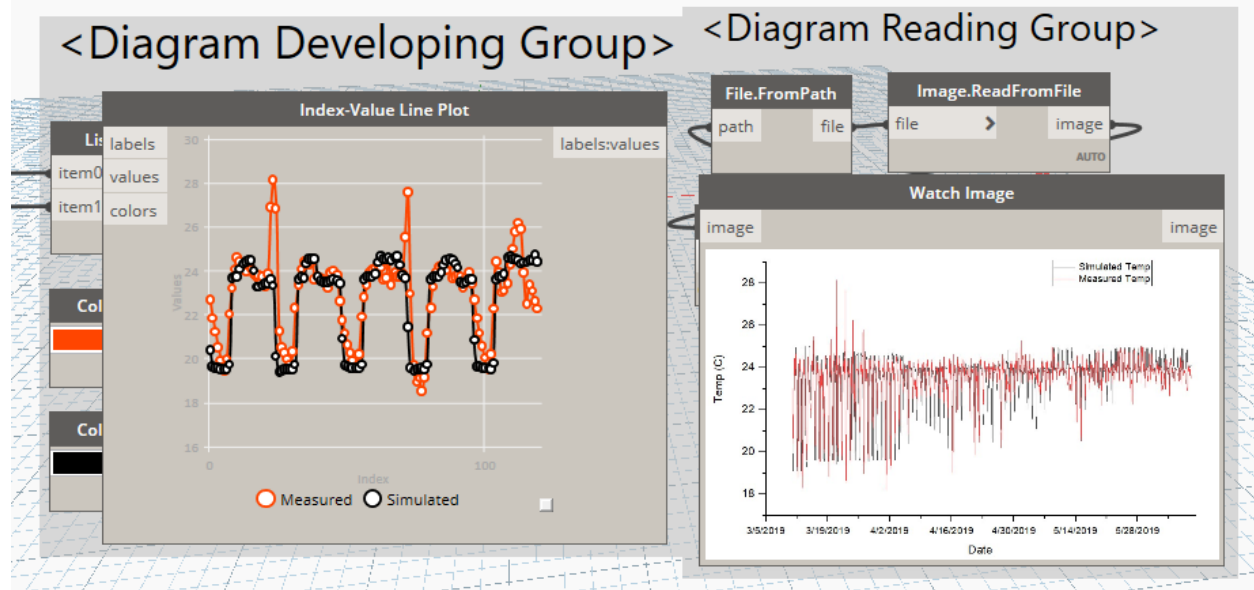 <Diagram Developing Group>
<Diagram Reading Group>
Lis
item0
item1
Col
Col
Index-Value Line Plot
labels
values
colors
labels:values
30
28
26
24
22
20
18
16
Values
0
100
Index
Measured
Simulated
File.FromPath
path
file
Image.ReadFromFile
file
>
image
AUTO
Watch Image
image
image
Simulated Temp
Measured Temp
28
26
24
22
20
18
Temp (C)
3/5/2019
3/19/2019
4/2/2019
4/16/2019
4/30/2019
5/14/2019
5/28/2019
Date